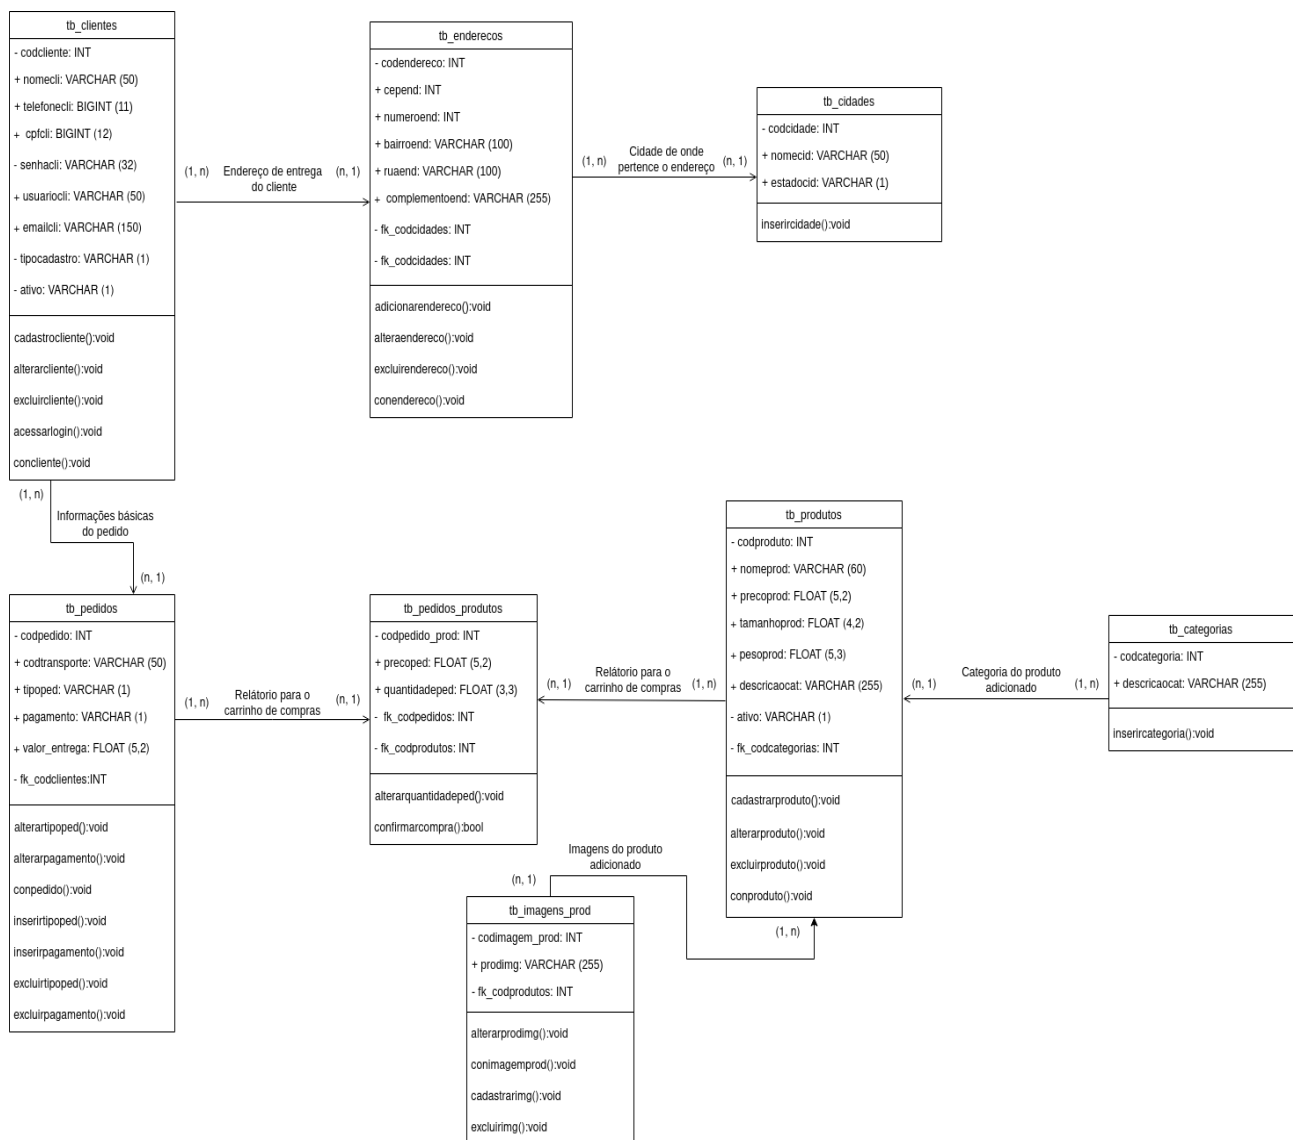 tb_clientes
- codcliente: INT
+ nomecli: VARCHAR (50)
+ telefonecli: BIGINT (11)
+ cpfcli: BIGINT (12)
- senhacli: VARCHAR (32)
+ usuariocli: VARCHAR (50)
+ emailcli: VARCHAR (150)
- tipocadastro: VARCHAR (1)
- ativo: VARCHAR (1)
cadastrocliente():void
alterarcliente():void
excluircliente():void
acessarlogin():void
concliente():void
(1, n)
Endereço de entrega
do cliente
(n, 1)
tb_enderecos
- codendereco: INT
+ cepend: INT
+ numeroend: INT
+ bairroend: VARCHAR (100)
+ ruaend: VARCHAR (100)
+ complementoend: VARCHAR (255)
- fk_codcidades: INT
- fk_codcidades: INT
adicionarendereco():void
alteraendereco():void
excluirendereco():void
conendereco():void
(1, n)
Cidade de onde
pertence o endereço
(n, 1)
tb_cidades
- codcidade: INT
+ nomecid: VARCHAR (50)
+ estadocid: VARCHAR (1)
inserircidade():void
(1, n)
Informações básicas
do pedido
(n, 1)
tb_pedidos
- codpedido: INT
+ codtransporte: VARCHAR (50)
+ tipoped: VARCHAR (1)
+ pagamento: VARCHAR (1)
+ valor_entrega: FLOAT (5,2)
- fk_codclientes:INT
alterartipoped():void
alterarpagamento():void
conpedido():void
inserirtipoped():void
inserirpagamento():void
excluirtipoped():void
excluirpagamento():void
(1, n)
Relátorio para o
carrinho de compras
(n, 1)
tb_pedidos_produtos
- codpedido_prod: INT
+ precoped: FLOAT (5,2)
+ quantidadeped: FLOAT (3,3)
- fk_codpedidos: INT
- fk_codprodutos: INT
alterarquantidadeped():void
confirmarcompra():bool
(n, 1)
Relátorio para o
carrinho de compras
(1, n)
tb_produtos
- codproduto: INT
+ nomeprod: VARCHAR (60)
+ precoprod: FLOAT (5,2)
+ tamanhoprod: FLOAT (4,2)
+ pesoprod: FLOAT (5,3)
+ descricaocat: VARCHAR (255)
- ativo: VARCHAR (1)
- fk_codcategorias: INT
cadastrarproduto():void
alterarproduto():void
excluirproduto():void
conproduto():void
(n, 1)
Categoria do produto
adicionado
(1, n)
tb_categorias
- codcategoria: INT
+ descricaocat: VARCHAR (255)
inserircategoria():void
Imagens do produto
adicionado
(n, 1)
(1, n)
tb_imagens_prod
- codimagem_prod: INT
+ prodimg: VARCHAR (255)
- fk_codprodutos: INT
alterarprodimg():void
conimagemprod():void
cadastrarimg():void
excluirimg():void